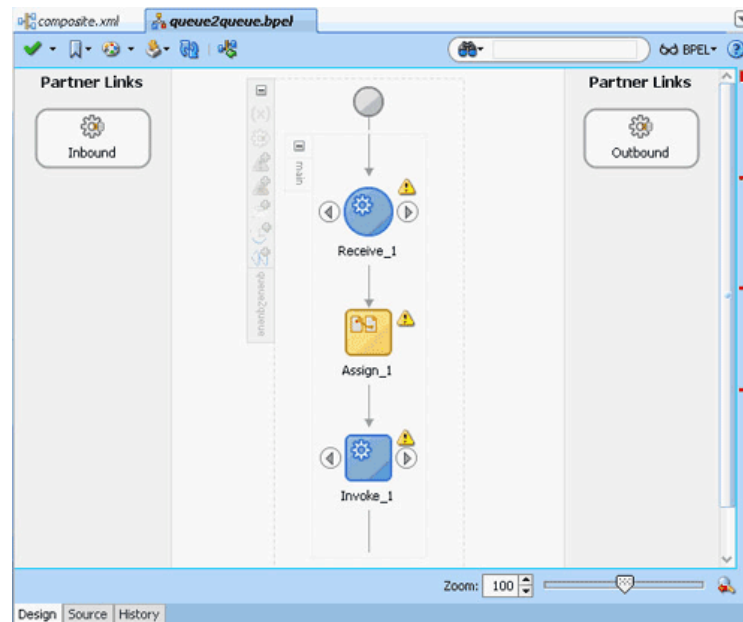 composite.xml
queue2queue.bpel
BPEL
Partner Links
Inbound
(x)
queue2queue
main
Receive_1
Assign_1
Invoke_1
Partner Links
Outbound
Zoom: 100
Design Source History